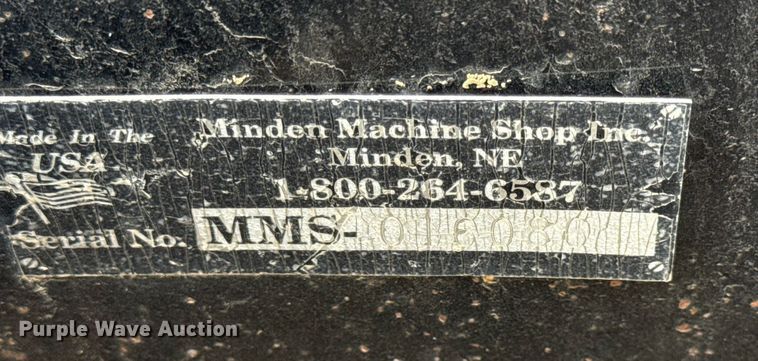 Made In The
USA
Minden Machine Shop Inc.
Minden, NE
1-800-264-6587
Serial No. MMS-
Purple Wave Auction